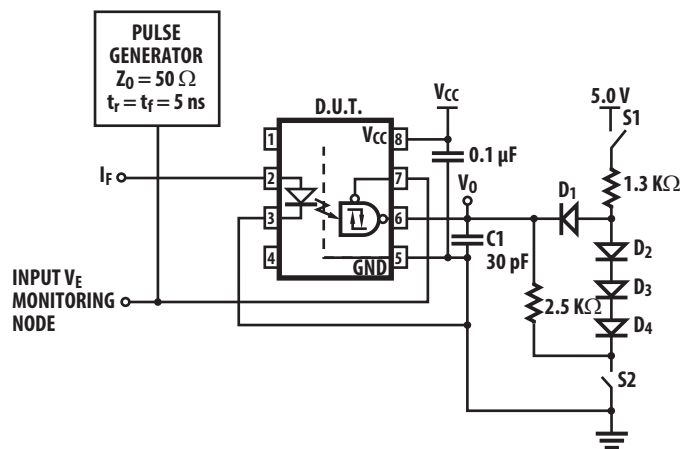 PULSE
GENERATOR
Z0 = 50 Ω
tr = tf = 5 ns
D.U.T.
VCC
5.0 V
S1
1
VCC
8
0.1 µF
1.3 KΩ
IF
2
7
VO
D1
3
6
C1
30 pF
D2
4
GND
5
D3
INPUT VE
MONITORING
NODE
2.5 KΩ
D4
S2